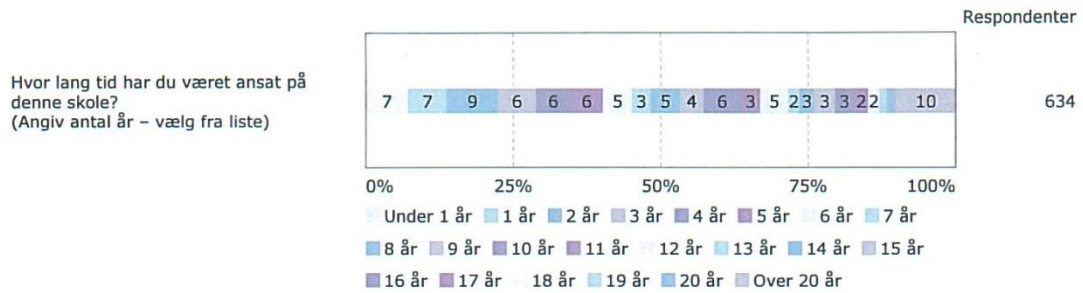 Respondenter
Hvor lang tid har du været ansat på
denne skole?
(Angiv antal år – vælg fra liste)
7 7 9 6 6 6 5 3 5 4 6 3 5 2 3 3 3 2 2 10
634
0% 25% 50% 75% 100%
Under 1 år 1 år 2 år 3 år 4 år 5 år 6 år 7 år
8 år 9 år 10 år 11 år 12 år 13 år 14 år 15 år
16 år 17 år 18 år 19 år 20 år Over 20 år